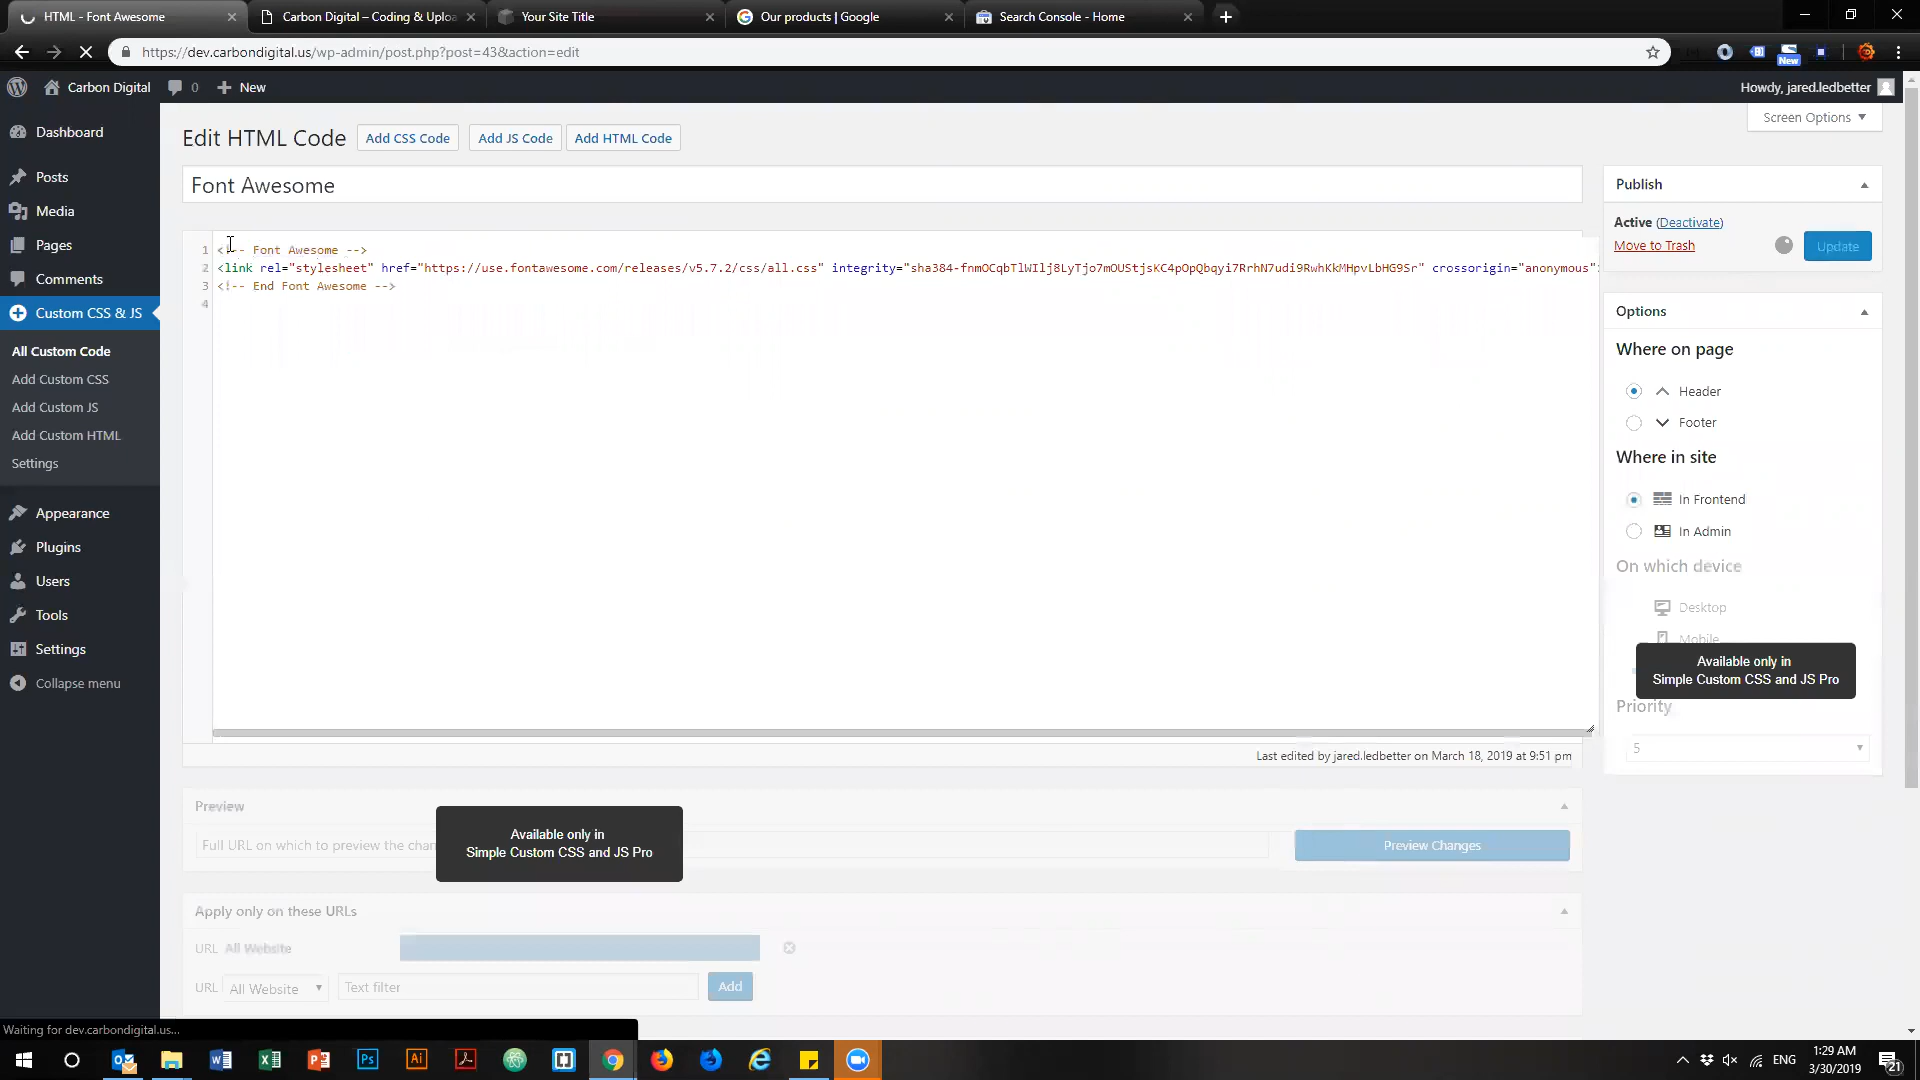 HTML - Font Awesome
Carbon Digital – Coding & Uploa
Your Site Title
Our products | Google
Search Console - Home
https://dev.carbondigital.us/wp-admin/post.php?post=43&action=edit
New
Carbon Digital
0
New
Howdy, jared.ledbetter
Dashboard
Posts
Media
Pages
Comments
Custom CSS & JS
All Custom Code
Add Custom CSS
Add Custom JS
Add Custom HTML
Settings
Appearance
Plugins
Users
Tools
Settings
Collapse menu
Screen Options
Edit HTML Code
Add CSS Code
Add JS Code
Add HTML Code
Font Awesome
1 <!-- Font Awesome -->
2 <link rel="stylesheet" href="https://use.fontawesome.com/releases/v5.7.2/css/all.css" integrity="sha384-fnmOCqbTlWIlj8LyTjo7mOUStjsKC4pOpQbqyi7RrhN7udi9RwhKkMHpvLbHG9Sr" crossorigin="anonymous"
3 <!-- End Font Awesome -->
4
Last edited by jared.ledbetter on March 18, 2019 at 9:51 pm
Preview
Full URL on which to preview the chan
Available only in
Simple Custom CSS and JS Pro
Preview Changes
Apply only on these URLs
URL All Website
URL All Website
Text filter
Add
Publish
Active (Deactivate)
Move to Trash
Update
Options
Where on page
Header
Footer
Where in site
In Frontend
In Admin
On which device
Desktop
Mobile
Available only in
Simple Custom CSS and JS Pro
Priority
5
Waiting for dev.carbondigital.us...
ENG
1:29 AM
3/30/2019
21